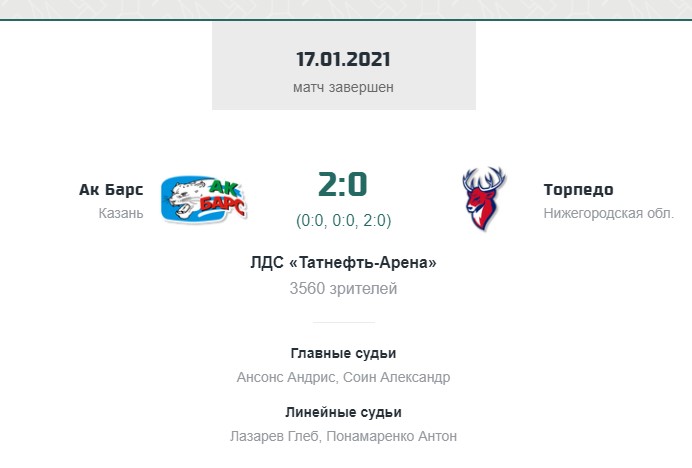 17.01.2021
матч завершен
Ак Барс
Казань
АК
БАРС
2:0
(0:0, 0:0, 2:0)
Торпедо
Нижегородская обл.
ЛДС «Татнефть-Арена»
3560 зрителей
Главные судьи
Ансонс Андрис, Соин Александр
Линейные судьи
Лазарев Глеб, Понамаренко Антон